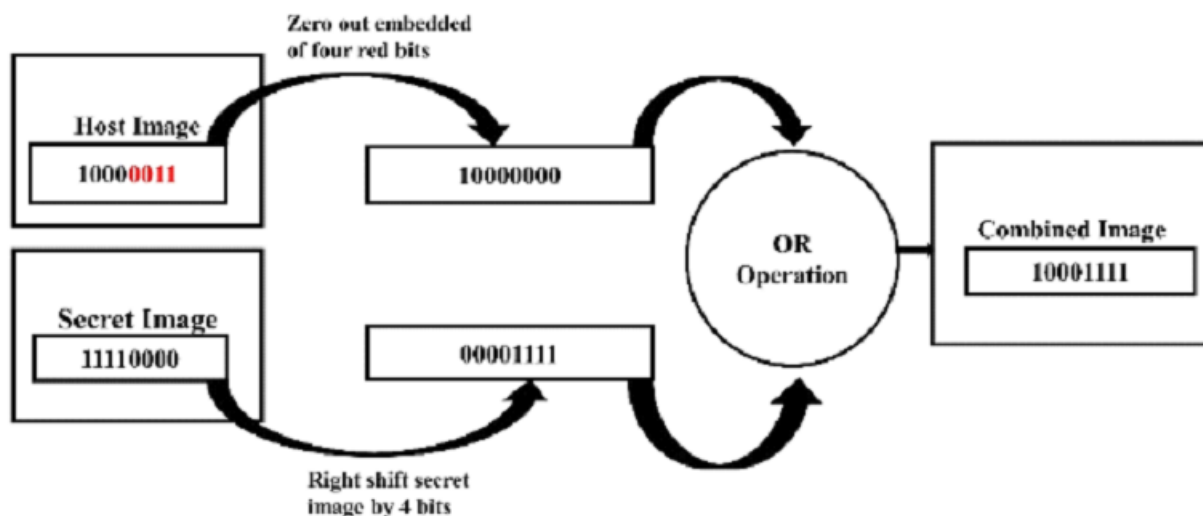 Zero out embedded
of four red bits
Host Image
10000011
10000000
OR
Operation
Combined Image
10001111
Secret Image
11110000
00001111
Right shift secret
image by 4 bits